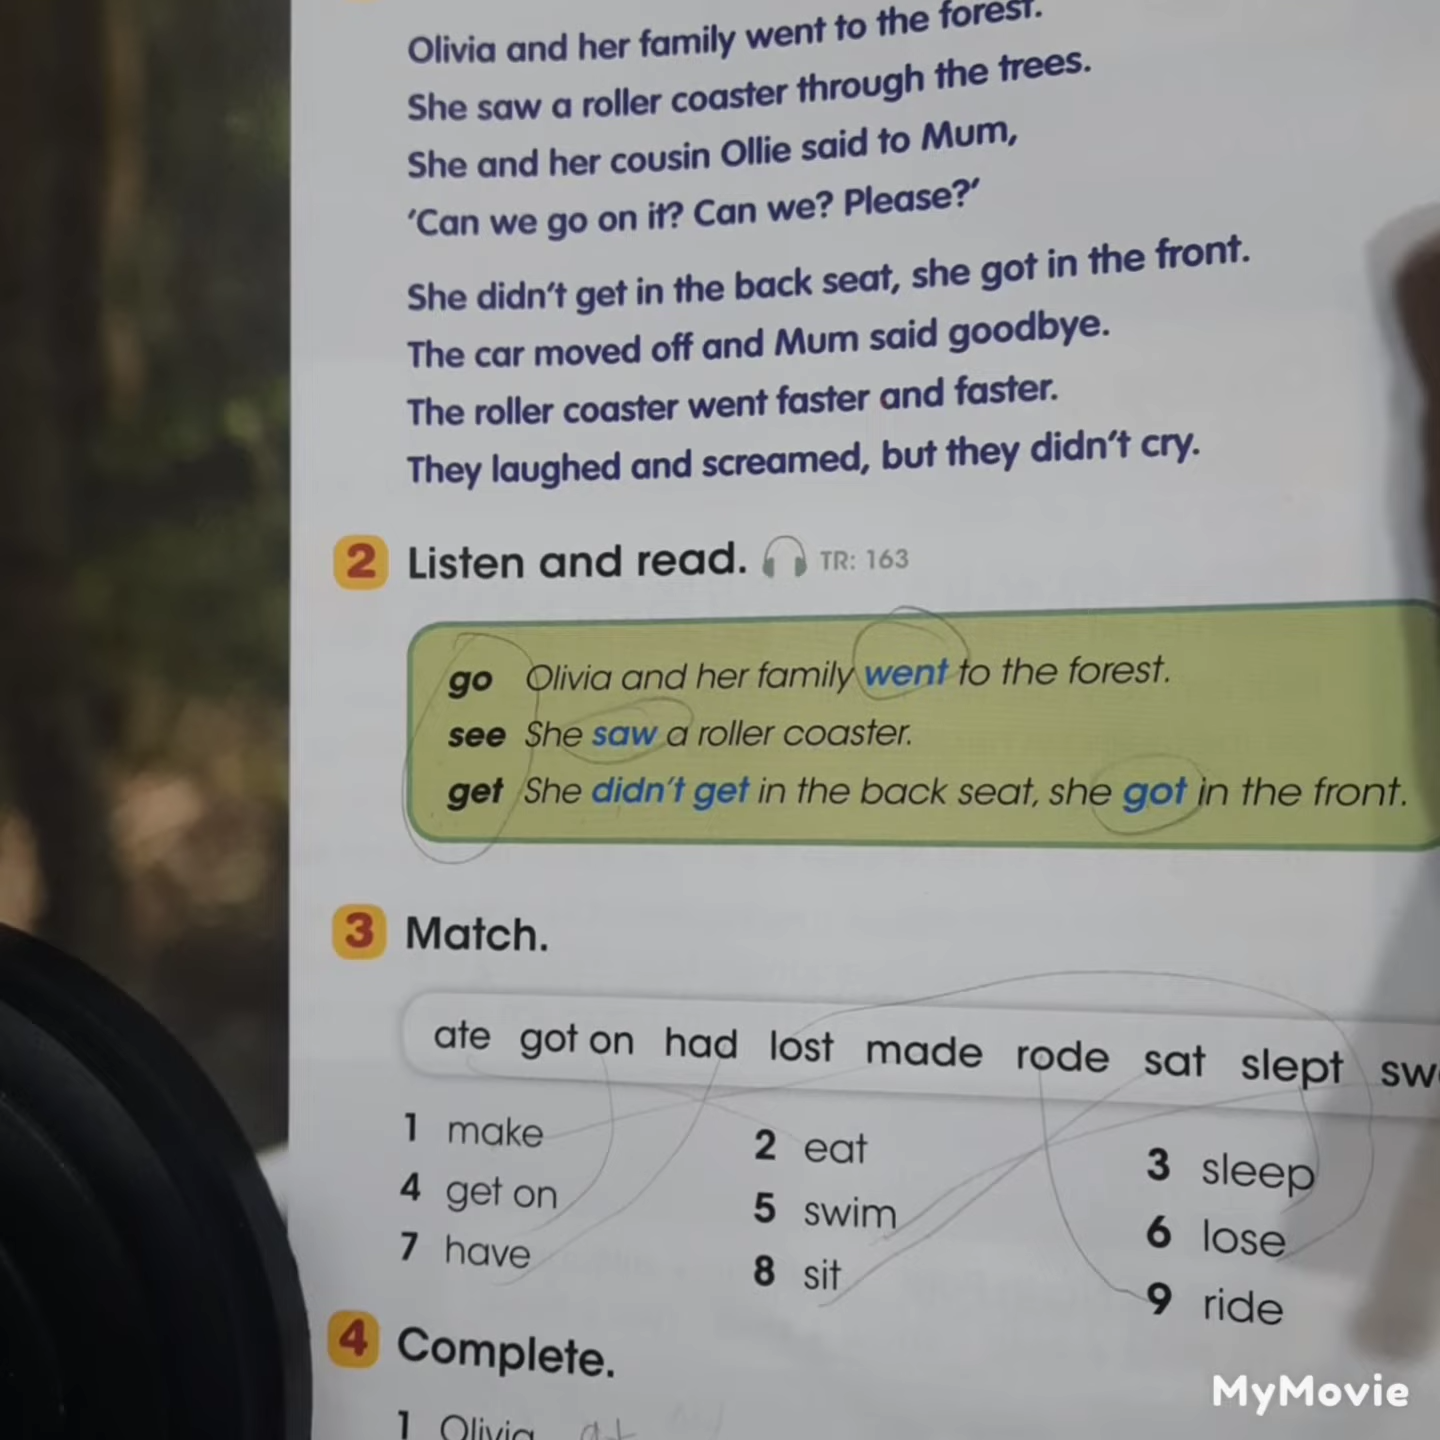 Olivia and her family went to the forest.
She saw a roller coaster through the trees.
She and her cousin Ollie said to Mum,
‘Can we go on it? Can we? Please?’
She didn’t get in the back seat, she got in the front.
The car moved off and Mum said goodbye.
The roller coaster went faster and faster.
They laughed and screamed, but they didn’t cry.
2 Listen and read. TR: 163
go Olivia and her family went to the forest.
see She saw a roller coaster.
get She didn’t get in the back seat, she got in the front.
3 Match.
ate got on had lost made rode sat slept
1 make 2 eat 3 sleep
4 get on 5 swim 6 lose
7 have 8 sit 9 ride
4 Complete.
1 Olivia
MyMovie